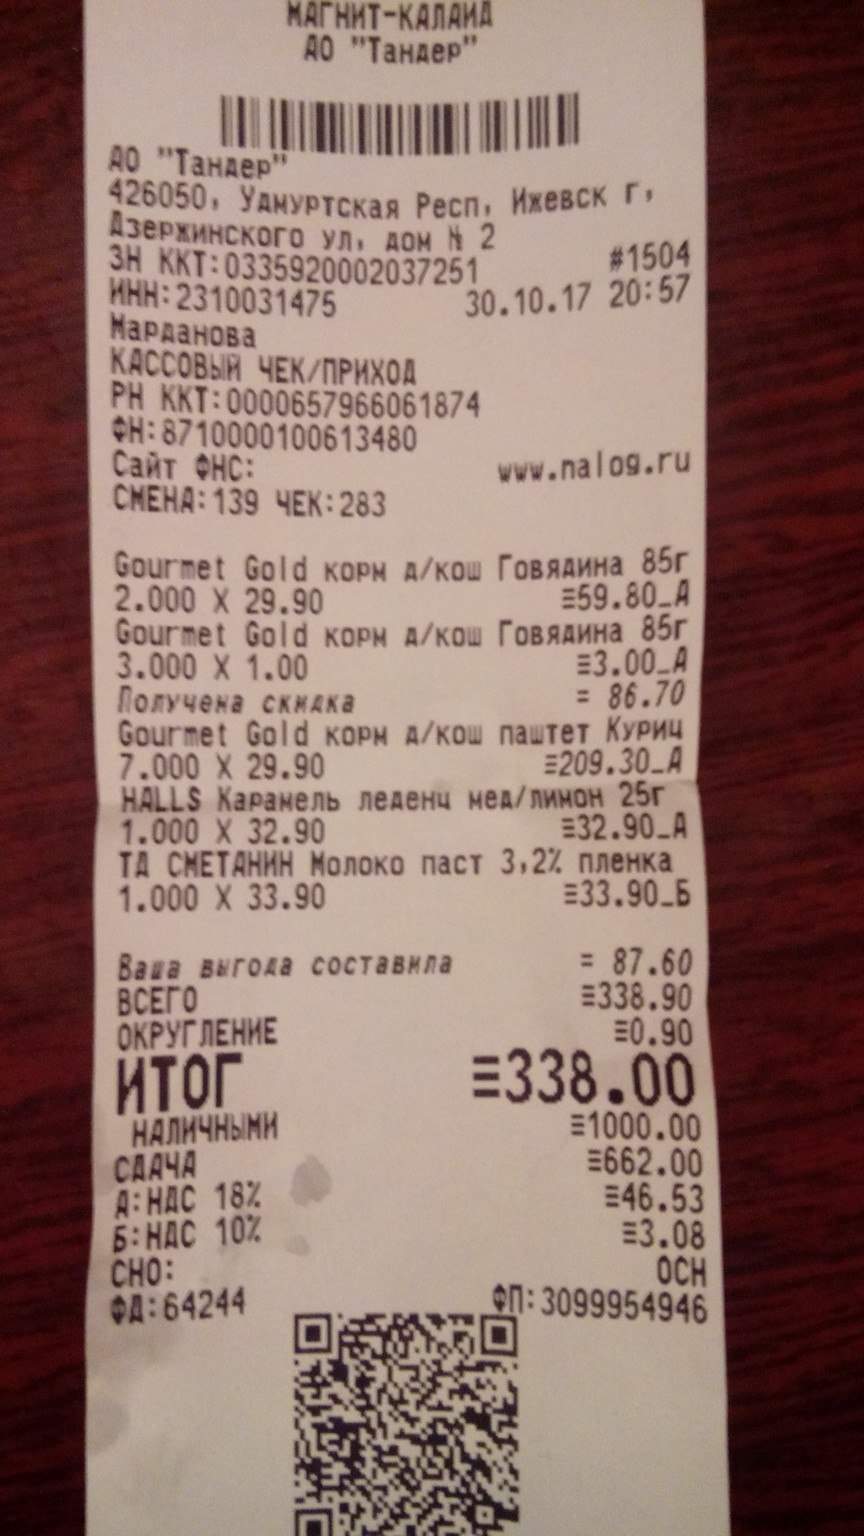 МАГНИТ-КАЛАИД
АО "Тандер"
АО "Тандер"
426050, Удмуртская Респ, Ижевск г,
Дзержинского ул, дом № 2
ЗН ККТ:0335920002037251 #1504
ИНН:2310031475 30.10.17 20:57
Марданова
КАССОВЫЙ ЧЕК/ПРИХОД
РН ККТ:0000657966061874
ФН:8710000100613480
Сайт ФНС: www.nalog.ru
СМЕНА:139 ЧЕК:283
Gourmet Gold корм д/кош Говядина 85г
2.000 X 29.90 ≡59.80_А
Gourmet Gold корм д/кош Говядина 85г
3.000 X 1.00 ≡3.00_А
Получена скидка = 86.70
Gourmet Gold корм д/кош паштет Куриц
7.000 X 29.90 ≡209.30_А
HALLS Карамель леденц мед/лимон 25г
1.000 X 32.90 ≡32.90_А
ТД СМЕТАНИН Молоко паст 3,2% пленка
1.000 X 33.90 ≡33.90_Б
Ваша выгода составила = 87.60
ВСЕГО ≡338.90
ОКРУГЛЕНИЕ ≡0.90
ИТОГ ≡338.00
НАЛИЧНЫМИ ≡1000.00
СДАЧА ≡662.00
А:НДС 18% ≡46.53
Б:НДС 10% ≡3.08
СНО: ОСН
ФД:64244 ФП:3099954946